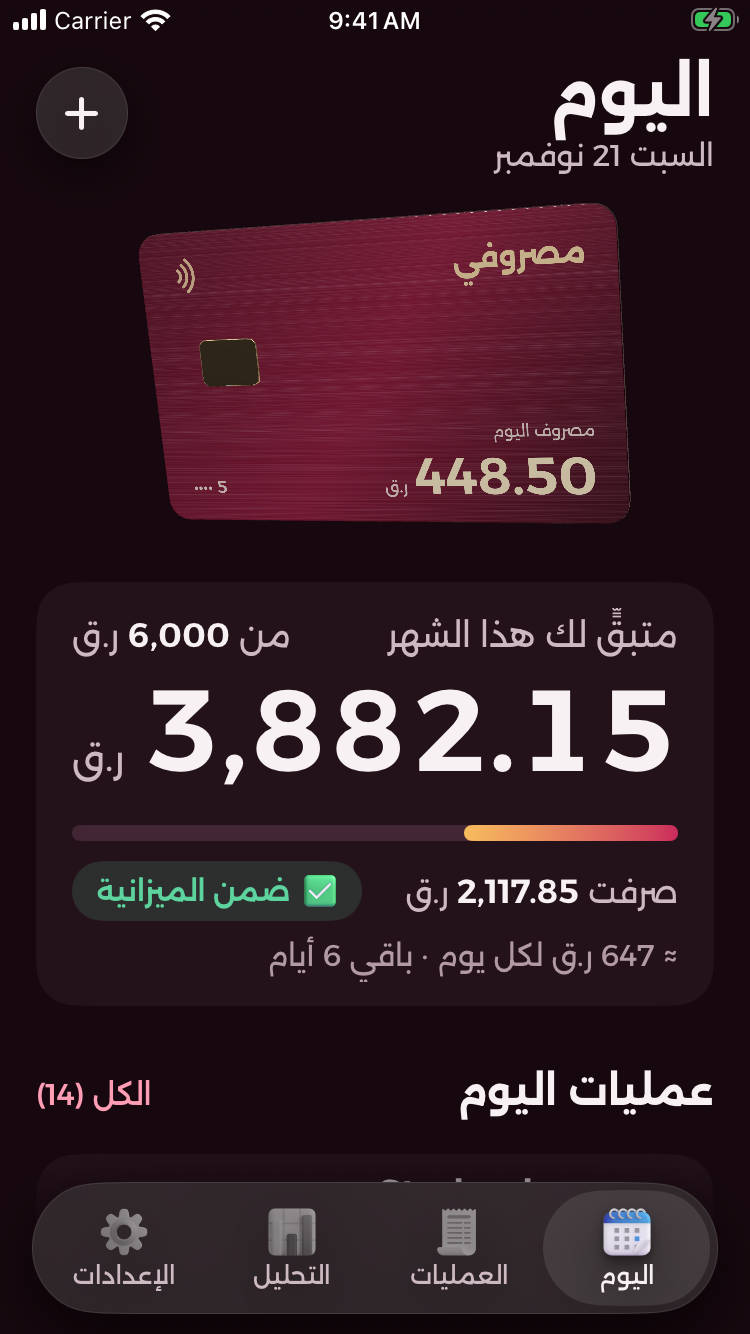 Carrier 9:41 AM
اليوم
السبت 21 نوفمبر
مصروفي
مصروف اليوم
448.50 ر.ق
•••• 5
متبقٍّ لك هذا الشهر
من 6,000 ر.ق
3,882.15 ر.ق
صرفت 2,117.85 ر.ق
ضمن الميزانية
≈ 647 ر.ق لكل يوم · باقي 6 أيام
عمليات اليوم
الكل (14)
اليوم
العمليات
التحليل
الإعدادات